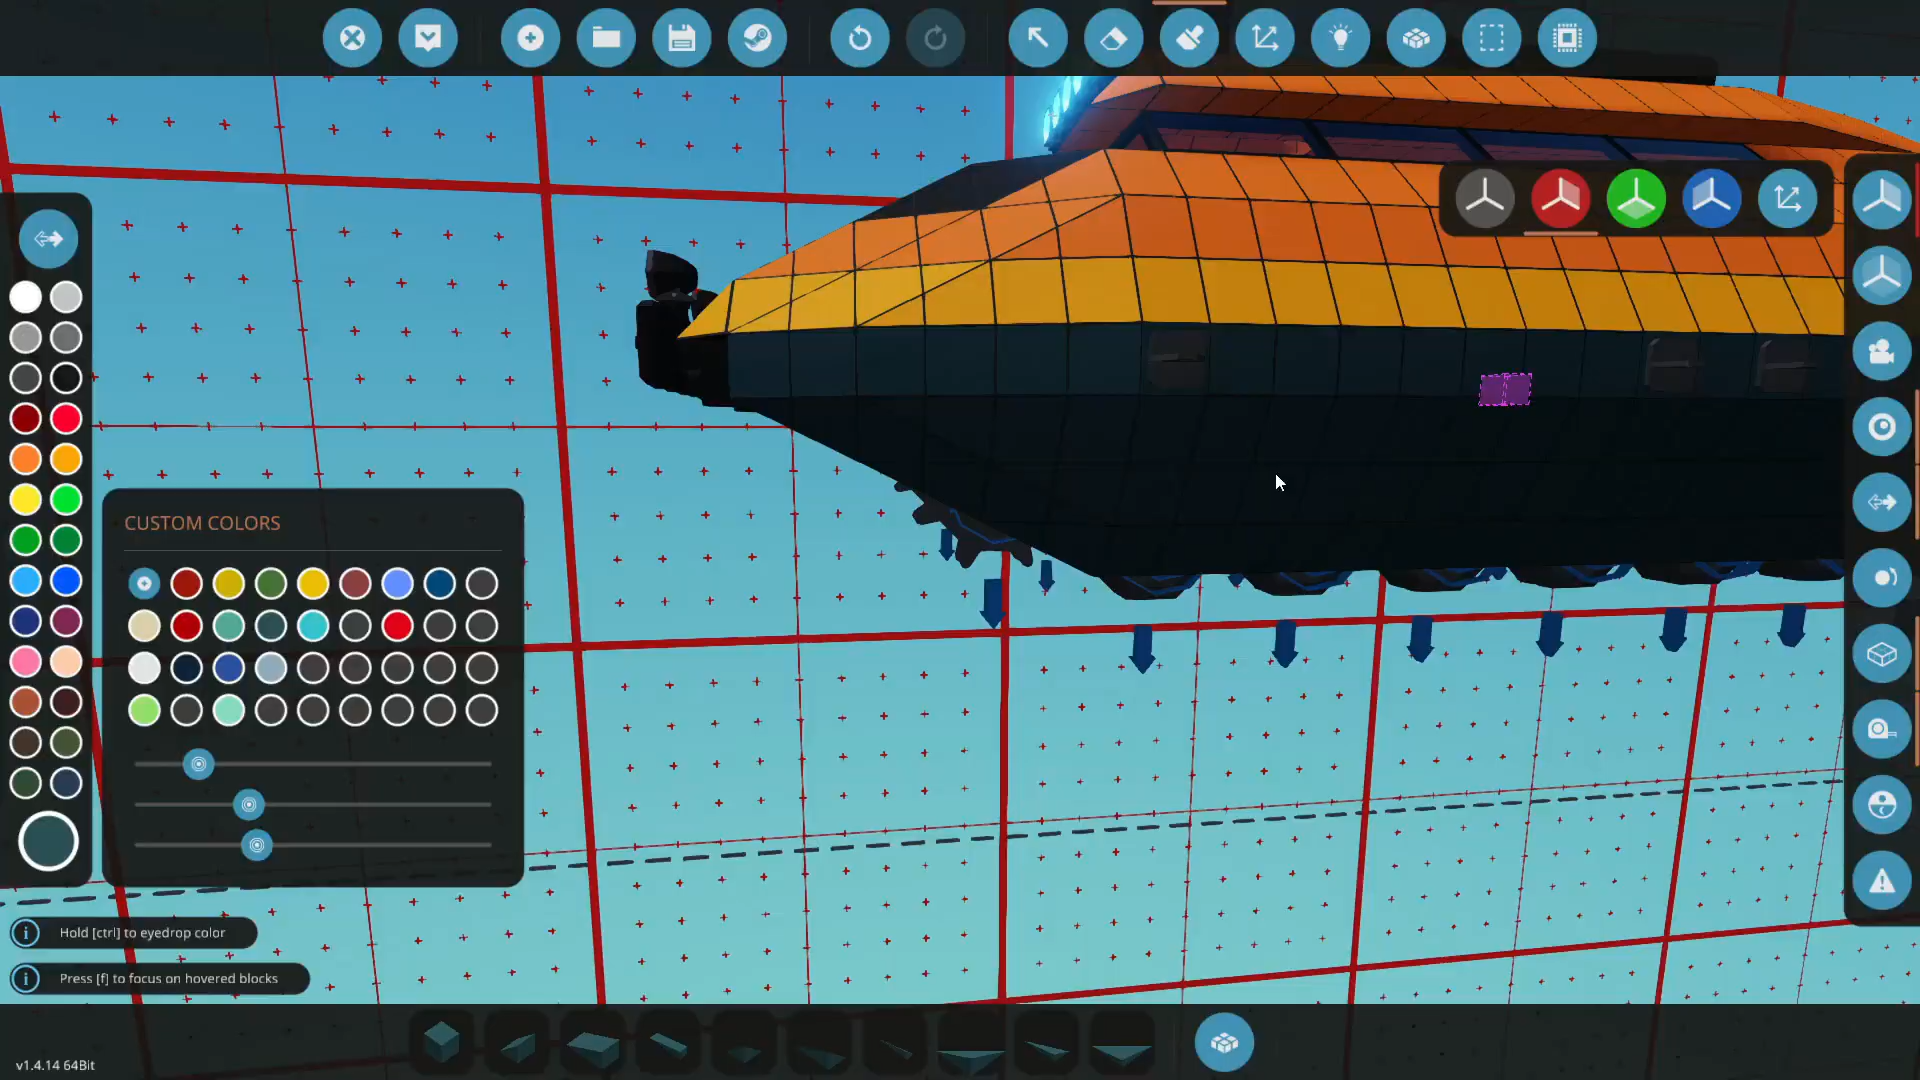 CUSTOM COLORS
Hold [ctrl] to eyedrop color
Press [f] to focus on hovered blocks
v1.4.14 64Bit